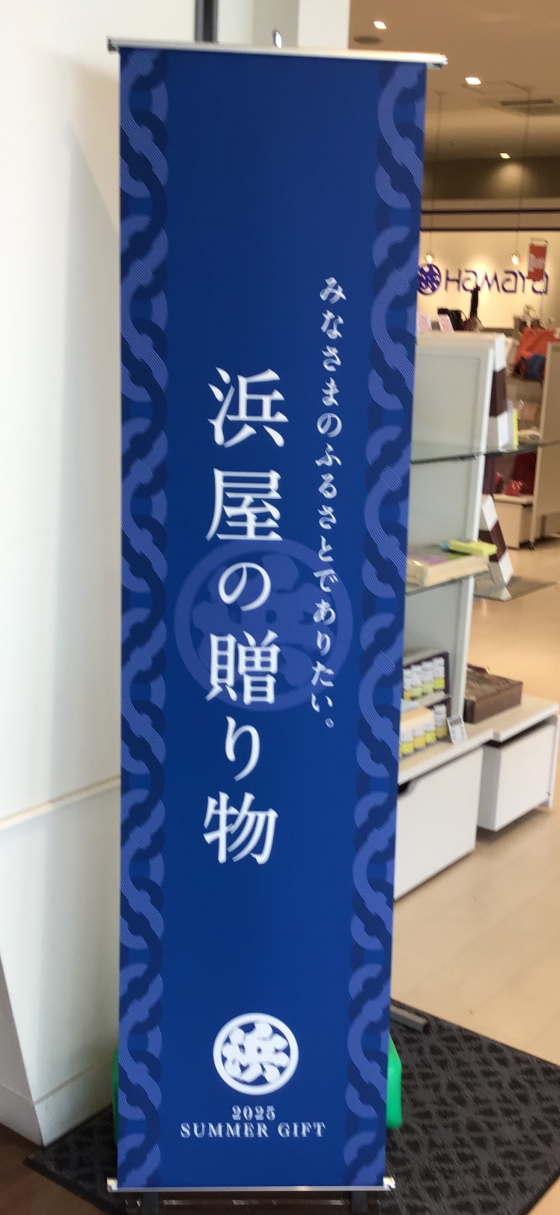 みなさまのふるさとでありたい。
浜屋の贈り物
浜
2025
SUMMER GIFT
HAMAYA